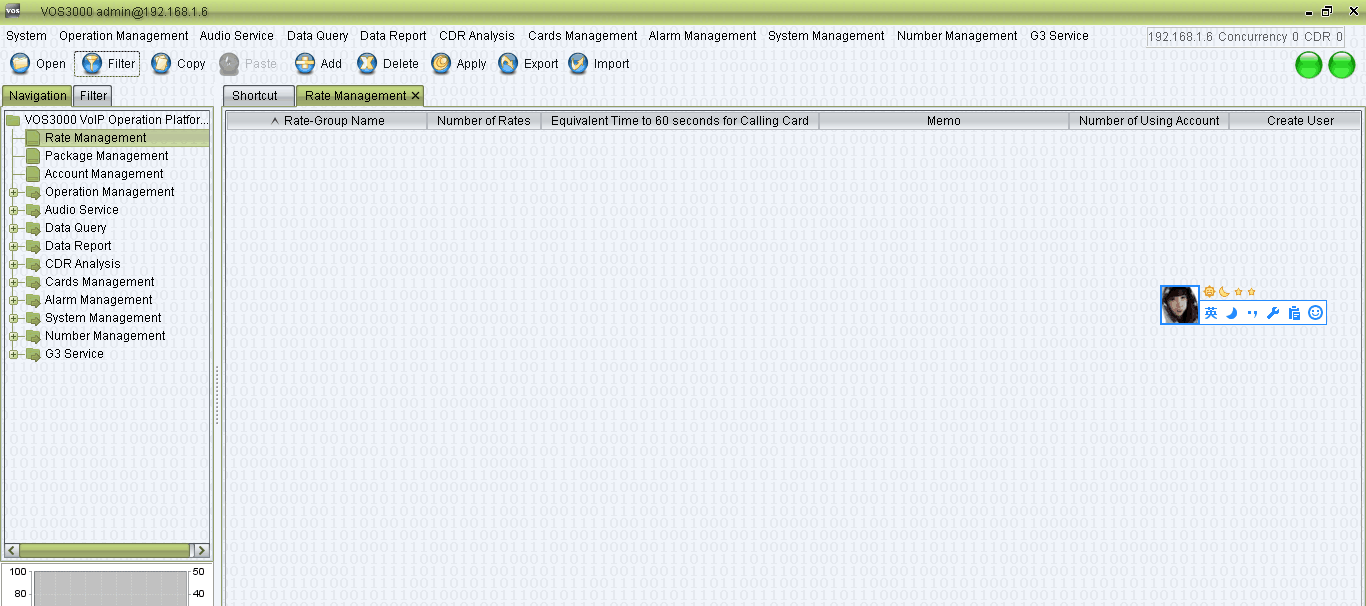 VOS VOS3000 admin@192.168.1.6
System Operation Management Audio Service Data Query Data Report CDR Analysis Cards Management Alarm Management System Management Number Management G3 Service 192.168.1.6 Concurrency 0 CDR 0
Open Filter Copy Paste Add Delete Apply Export Import
Navigation Filter
Shortcut Rate Management
Rate-Group Name Number of Rates Equivalent Time to 60 seconds for Calling Card Memo Number of Using Account Create User
VOS3000 VoIP Operation Platfor...
Rate Management
Package Management
Account Management
Operation Management
Audio Service
Data Query
Data Report
CDR Analysis
Cards Management
Alarm Management
System Management
Number Management
G3 Service
英
100 50
80 40